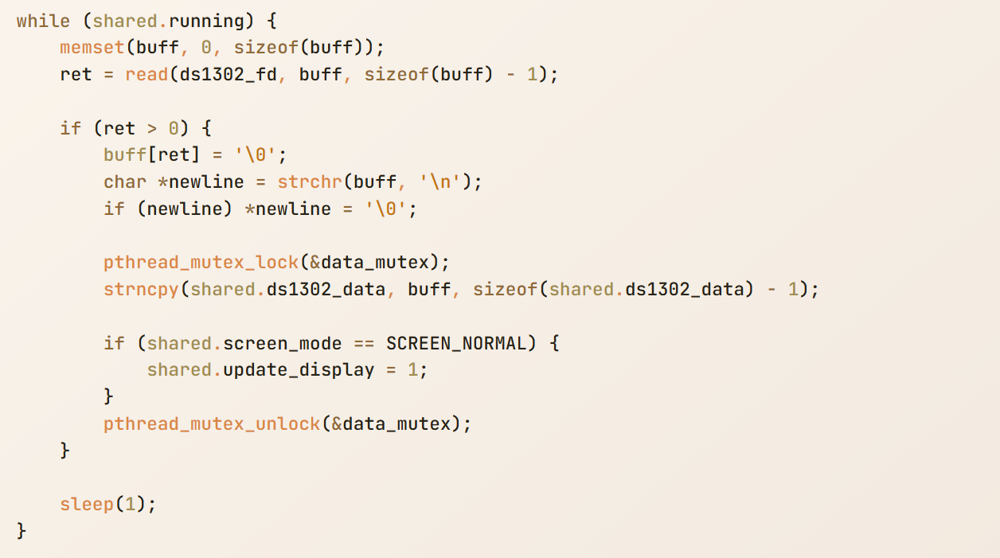 while (shared.running) {
    memset(buff, 0, sizeof(buff));
    ret = read(ds1302_fd, buff, sizeof(buff) - 1);

    if (ret > 0) {
        buff[ret] = '\0';
        char *newline = strchr(buff, '\n');
        if (newline) *newline = '\0';

        pthread_mutex_lock(&data_mutex);
        strncpy(shared.ds1302_data, buff, sizeof(shared.ds1302_data) - 1);

        if (shared.screen_mode == SCREEN_NORMAL) {
            shared.update_display = 1;
        }
        pthread_mutex_unlock(&data_mutex);
    }

    sleep(1);
}